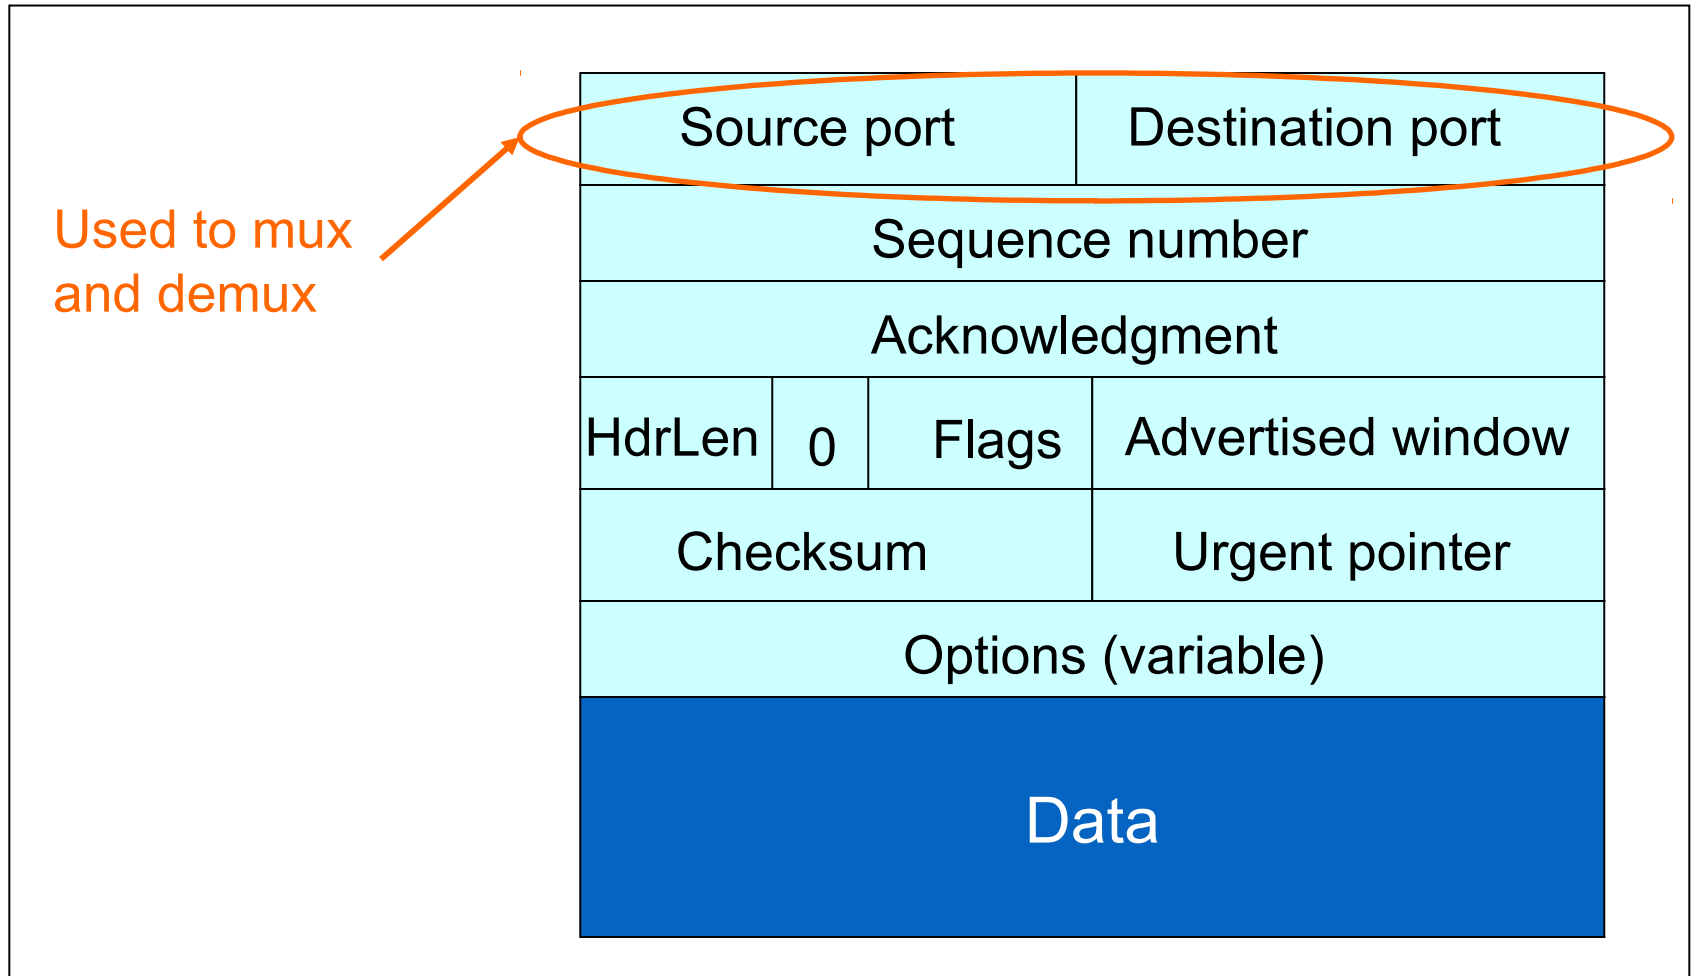 Source port
Destination port
Used to mux
and demux
Sequence number
Acknowledgment
HdrLen
0
Flags
Advertised window
Checksum
Urgent pointer
Options (variable)
Data